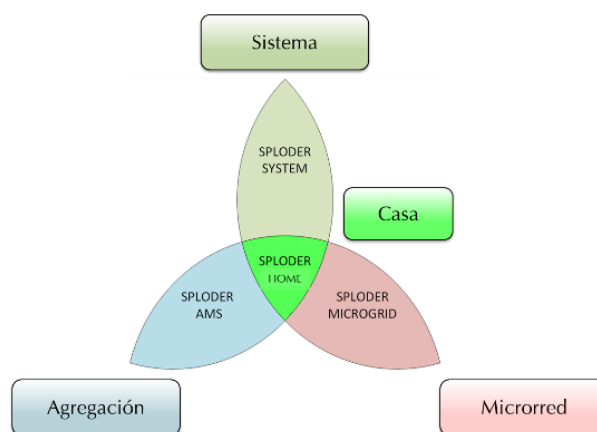 Sistema
SPLODER
SYSTEM
Casa
SPLODER
HOME
SPLODER
AMS
SPLODER
MICROGRID
Agregación
Microrred